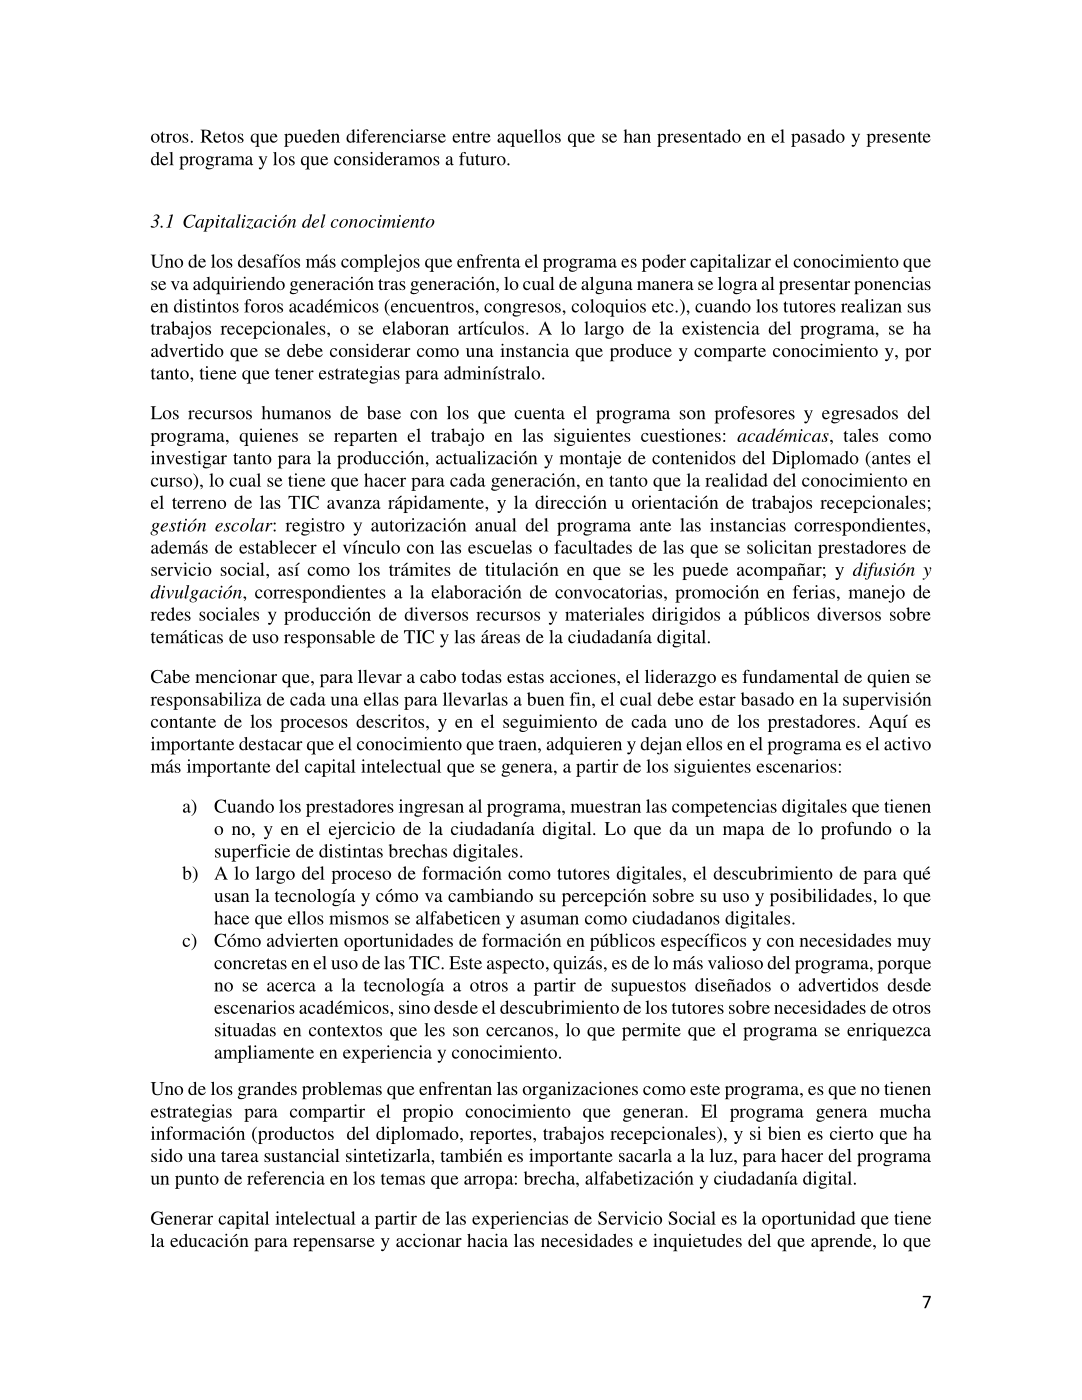 otros. Retos que pueden diferenciarse entre aquellos que se han presentado en el pasado y presente
del programa y los que consideramos a futuro.
3.1 Capitalización del conocimiento
Uno de los desafíos más complejos que enfrenta el programa es poder capitalizar el conocimiento que
se va adquiriendo generación tras generación, lo cual de alguna manera se logra al presentar ponencias
en distintos foros académicos (encuentros, congresos, coloquios etc.), cuando los tutores realizan sus
trabajos recepcionales, o se elaboran artículos. A lo largo de la existencia del programa, se ha
advertido que se debe considerar como una instancia que produce y comparte conocimiento y, por
tanto, tiene que tener estrategias para adminístralo.
Los recursos humanos de base con los que cuenta el programa son profesores y egresados del
programa, quienes se reparten el trabajo en las siguientes cuestiones: académicas, tales como
investigar tanto para la producción, actualización y montaje de contenidos del Diplomado (antes el
curso), lo cual se tiene que hacer para cada generación, en tanto que la realidad del conocimiento en
el terreno de las TIC avanza rápidamente, y la dirección u orientación de trabajos recepcionales;
gestión escolar: registro y autorización anual del programa ante las instancias correspondientes,
además de establecer el vínculo con las escuelas o facultades de las que se solicitan prestadores de
servicio social, así como los trámites de titulación en que se les puede acompañar; y difusión y
divulgación, correspondientes a la elaboración de convocatorias, promoción en ferias, manejo de
redes sociales y producción de diversos recursos y materiales dirigidos a públicos diversos sobre
temáticas de uso responsable de TIC y las áreas de la ciudadanía digital.
Cabe mencionar que, para llevar a cabo todas estas acciones, el liderazgo es fundamental de quien se
responsabiliza de cada una ellas para llevarlas a buen fin, el cual debe estar basado en la supervisión
contante de los procesos descritos, y en el seguimiento de cada uno de los prestadores. Aquí es
importante destacar que el conocimiento que traen, adquieren y dejan ellos en el programa es el activo
más importante del capital intelectual que se genera, a partir de los siguientes escenarios:
a) Cuando los prestadores ingresan al programa, muestran las competencias digitales que tienen
o no, y en el ejercicio de la ciudadanía digital. Lo que da un mapa de lo profundo o la
superficie de distintas brechas digitales.
b) A lo largo del proceso de formación como tutores digitales, el descubrimiento de para qué
usan la tecnología y cómo va cambiando su percepción sobre su uso y posibilidades, lo que
hace que ellos mismos se alfabeticen y asuman como ciudadanos digitales.
c) Cómo advierten oportunidades de formación en públicos específicos y con necesidades muy
concretas en el uso de las TIC. Este aspecto, quizás, es de lo más valioso del programa, porque
no se acerca a la tecnología a otros a partir de supuestos diseñados o advertidos desde
escenarios académicos, sino desde el descubrimiento de los tutores sobre necesidades de otros
situadas en contextos que les son cercanos, lo que permite que el programa se enriquezca
ampliamente en experiencia y conocimiento.
Uno de los grandes problemas que enfrentan las organizaciones como este programa, es que no tienen
estrategias para compartir el propio conocimiento que generan. El programa genera mucha
información (productos del diplomado, reportes, trabajos recepcionales), y si bien es cierto que ha
sido una tarea sustancial sintetizarla, también es importante sacarla a la luz, para hacer del programa
un punto de referencia en los temas que arropa: brecha, alfabetización y ciudadanía digital.
Generar capital intelectual a partir de las experiencias de Servicio Social es la oportunidad que tiene
la educación para repensarse y accionar hacia las necesidades e inquietudes del que aprende, lo que
7